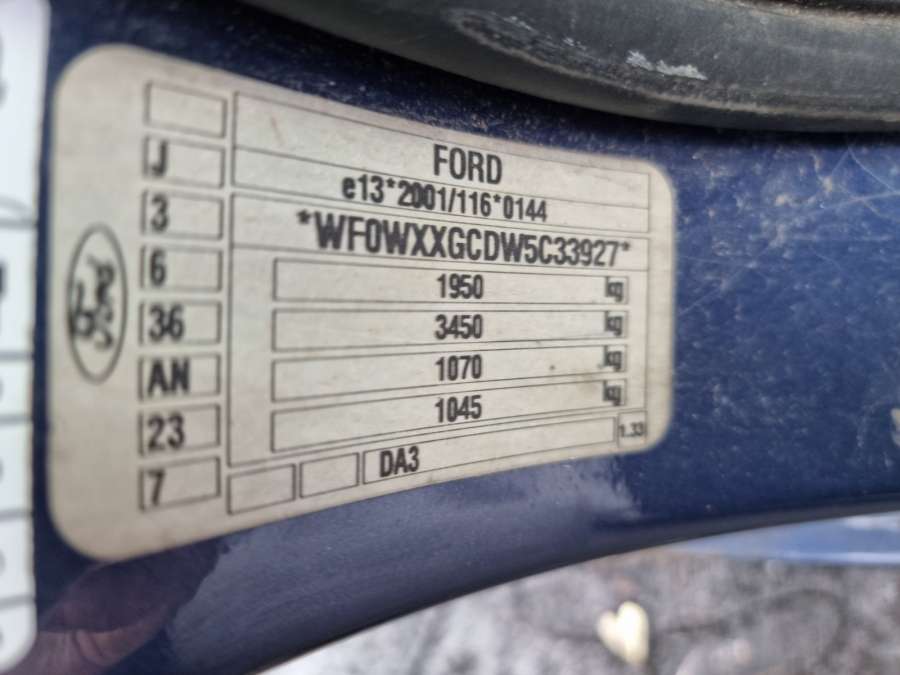 FORD
e13*2001/116*0144
*WF0WXXGCDW5C33927*
1950 kg
3450 kg
1070 kg
1045 kg
1.33
DA3
J
3
6
36
AN
23
7